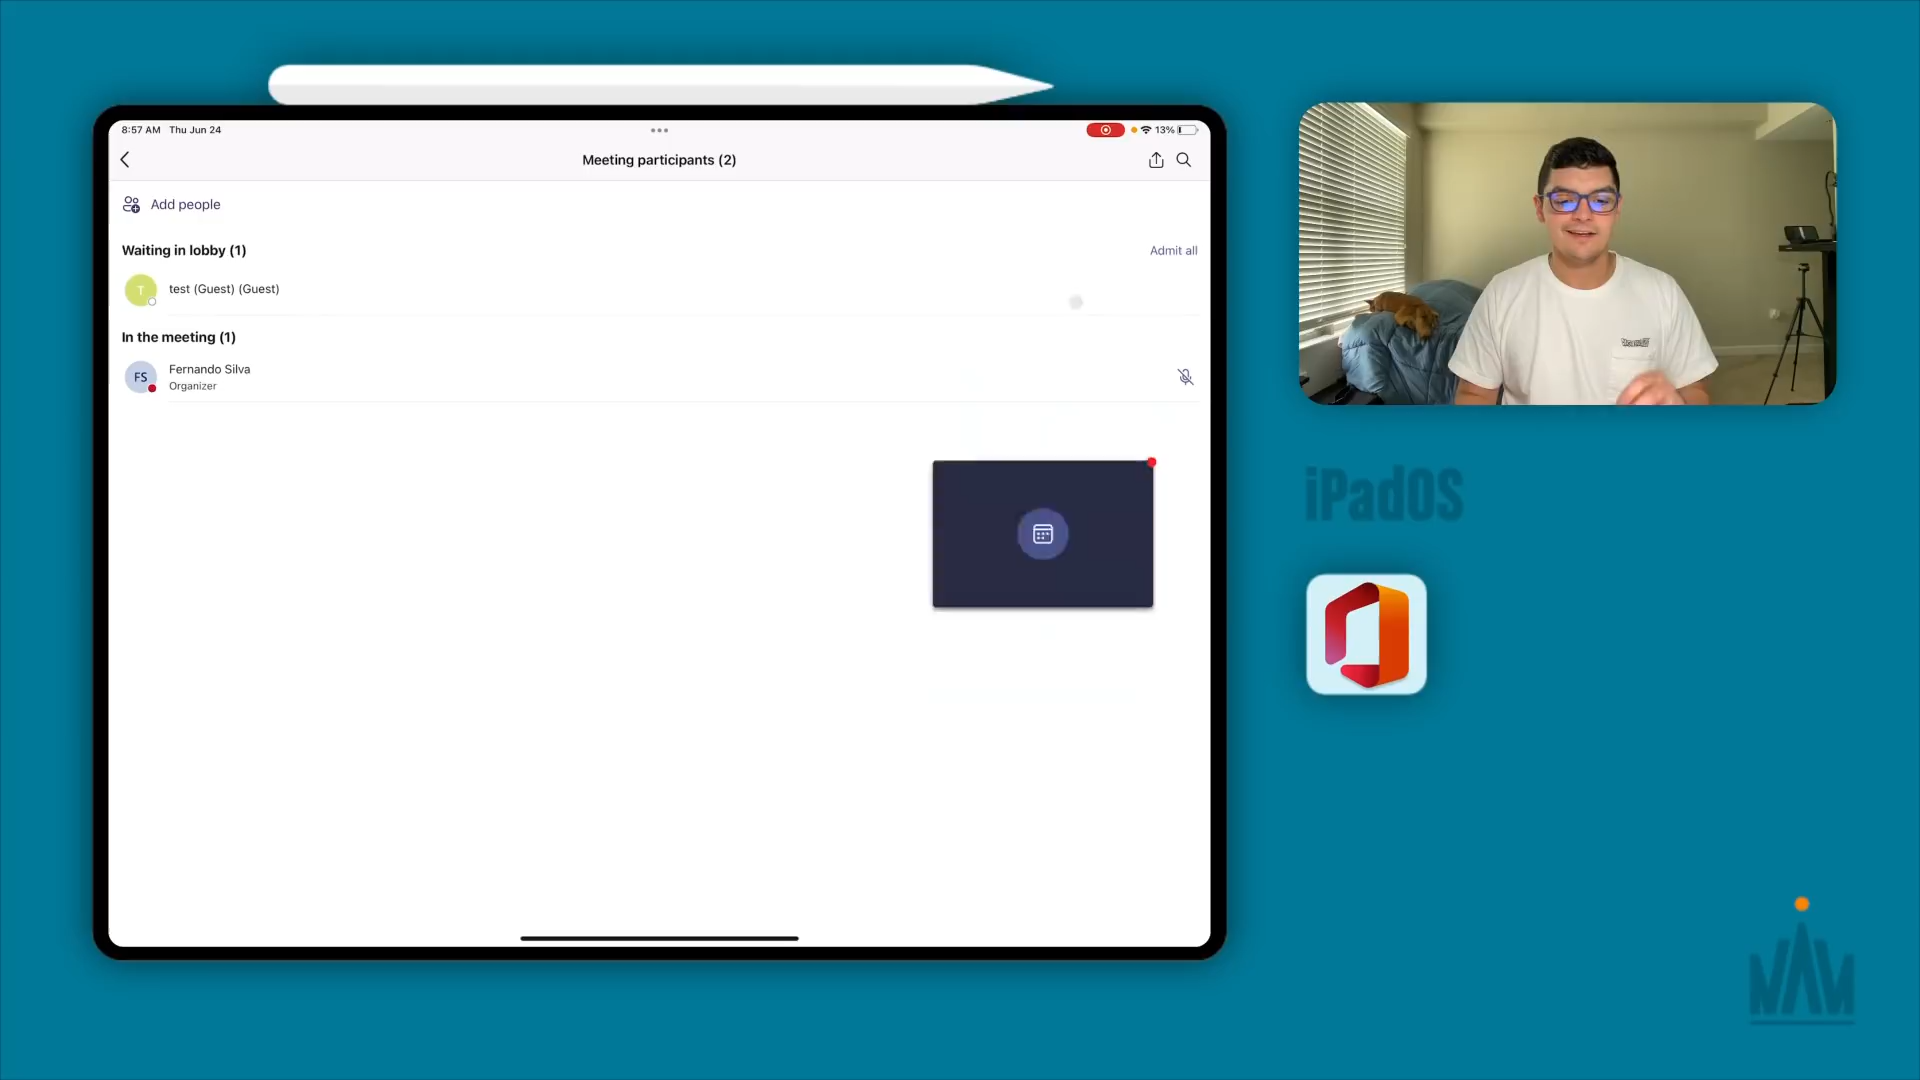 8:57 AM Thu Jun 24
13%
Meeting participants (2)
Add people
Waiting in lobby (1)
Admit all
T
test (Guest) (Guest)
In the meeting (1)
FS
Fernando Silva
Organizer
iPadOS